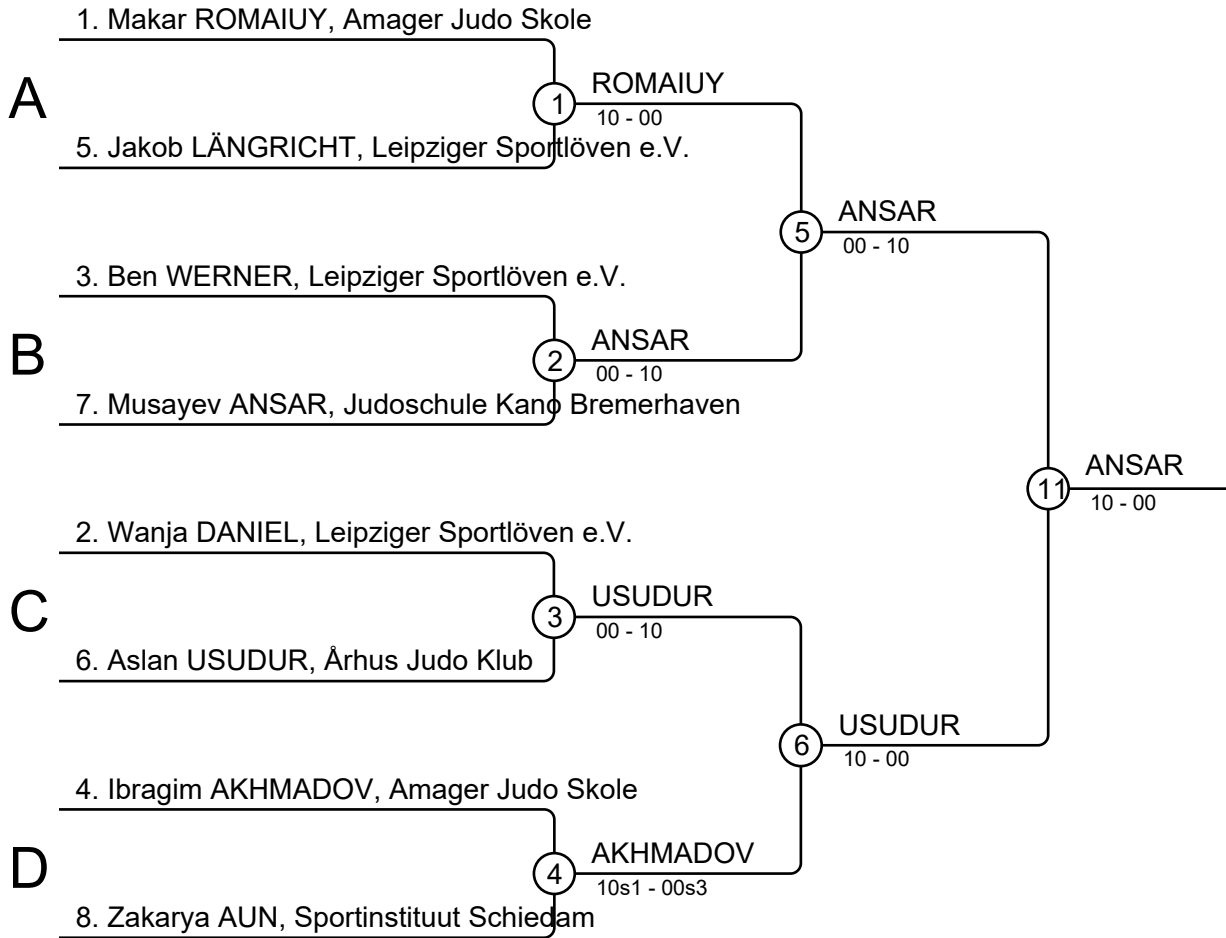 1. Makar ROMAIUY, Amager Judo Skole
A
1
ROMAIUY
10 - 00
5. Jakob LÄNGRICHT, Leipziger Sportlöven e.V.
5
ANSAR
00 - 10
3. Ben WERNER, Leipziger Sportlöven e.V.
B
2
ANSAR
00 - 10
7. Musayev ANSAR, Judoschule Kano Bremerhaven
11
ANSAR
10 - 00
2. Wanja DANIEL, Leipziger Sportlöven e.V.
C
3
USUDUR
00 - 10
6. Aslan USUDUR, Århus Judo Klub
6
USUDUR
10 - 00
4. Ibragim AKHMADOV, Amager Judo Skole
D
4
AKHMADOV
10s1 - 00s3
8. Zakarya AUN, Sportinstituut Schiedam